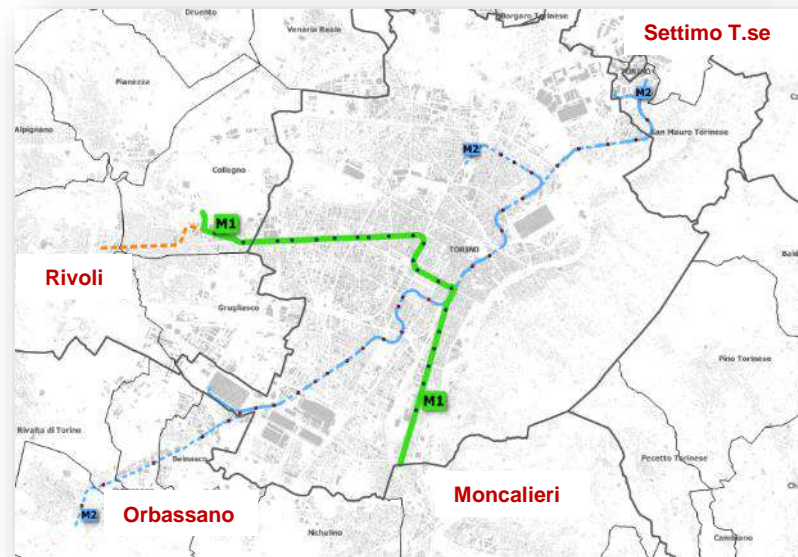 Druento
Venaria Reale
Borgaro Torinese
Settimo T.se
TORINO
M2
Pianezza
San Mauro Torinese
Alpignano
M2
Collegno
M1
TORINO
Rivoli
Grugliasco
Pino Torinese
M1
Rivalta di Torino
Beinasco
Pecetto Torinese
Moncalieri
Orbassano
M2
Nichelino
Cambiano